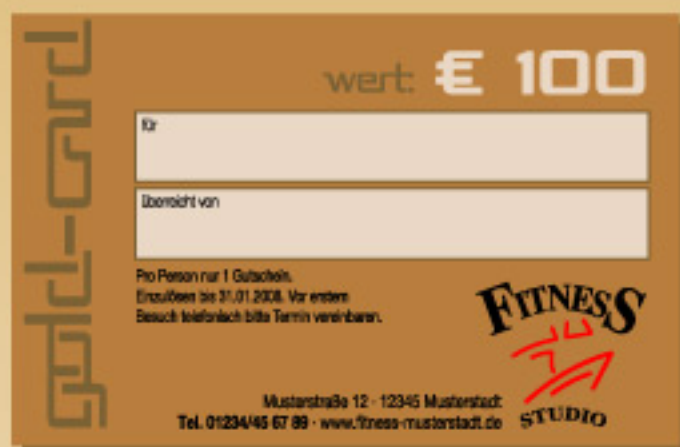 gold-card
wert: € 100
für
überreicht von
Pro Person nur 1 Gutschein.
Einzulösen bis 31.01.2008. Vor erstem
Besuch telefonisch bitte Termin vereinbaren.
FITNESS
STUDIO
Musterstraße 12 · 12345 Musterstadt
Tel. 01234/45 67 89 · www.fitness-musterstadt.de